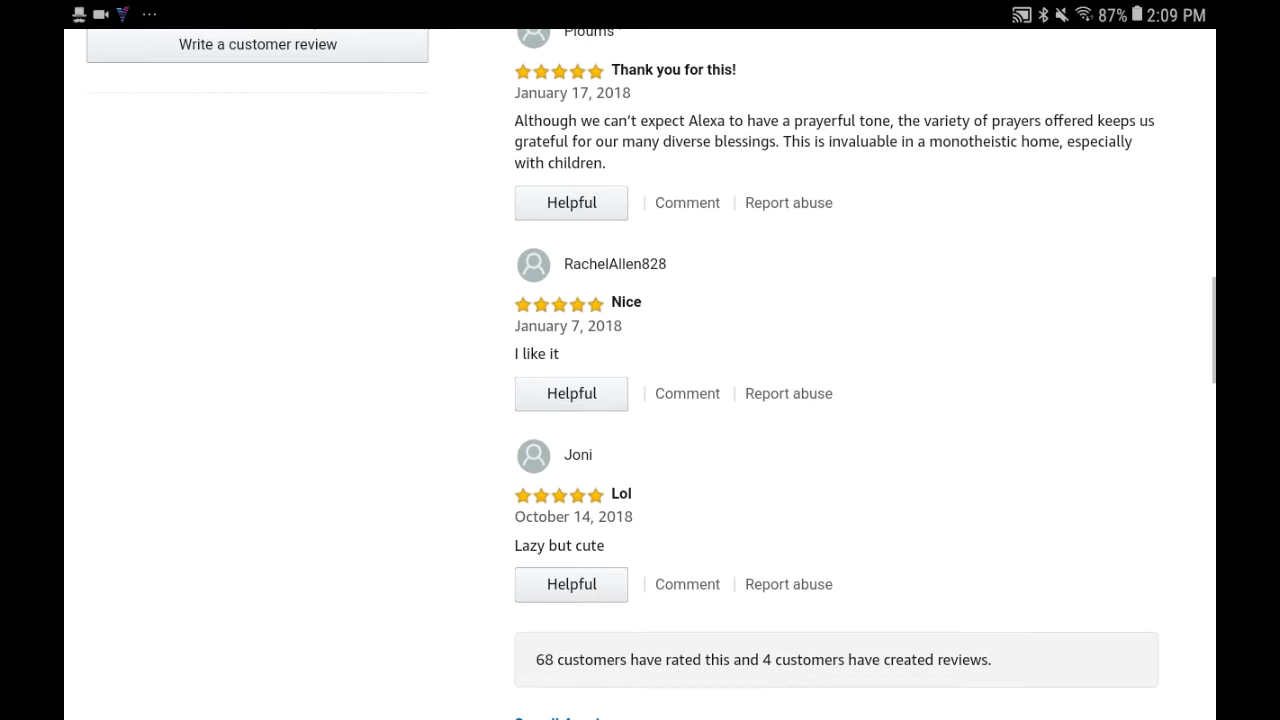 87% 2:09 PM
Write a customer review
Ploums
Thank you for this!
January 17, 2018
Although we can’t expect Alexa to have a prayerful tone, the variety of prayers offered keeps us
grateful for our many diverse blessings. This is invaluable in a monotheistic home, especially
with children.
Helpful | Comment | Report abuse
RachelAllen828
Nice
January 7, 2018
I like it
Helpful | Comment | Report abuse
Joni
Lol
October 14, 2018
Lazy but cute
Helpful | Comment | Report abuse
68 customers have rated this and 4 customers have created reviews.